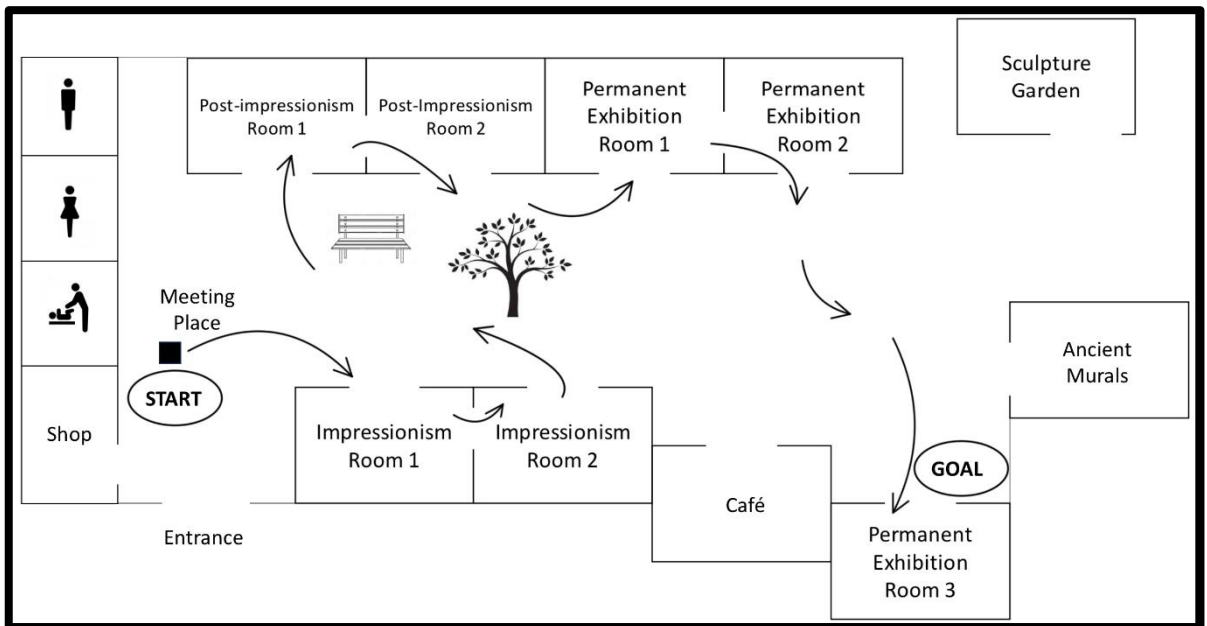 Sculpture
Garden
Post-impressionism
Room 1
Post-Impressionism
Room 2
Permanent
Exhibition
Room 1
Permanent
Exhibition
Room 2
Meeting
Place
START
Shop
Entrance
Impressionism
Room 1
Impressionism
Room 2
Café
GOAL
Permanent
Exhibition
Room 3
Ancient
Murals